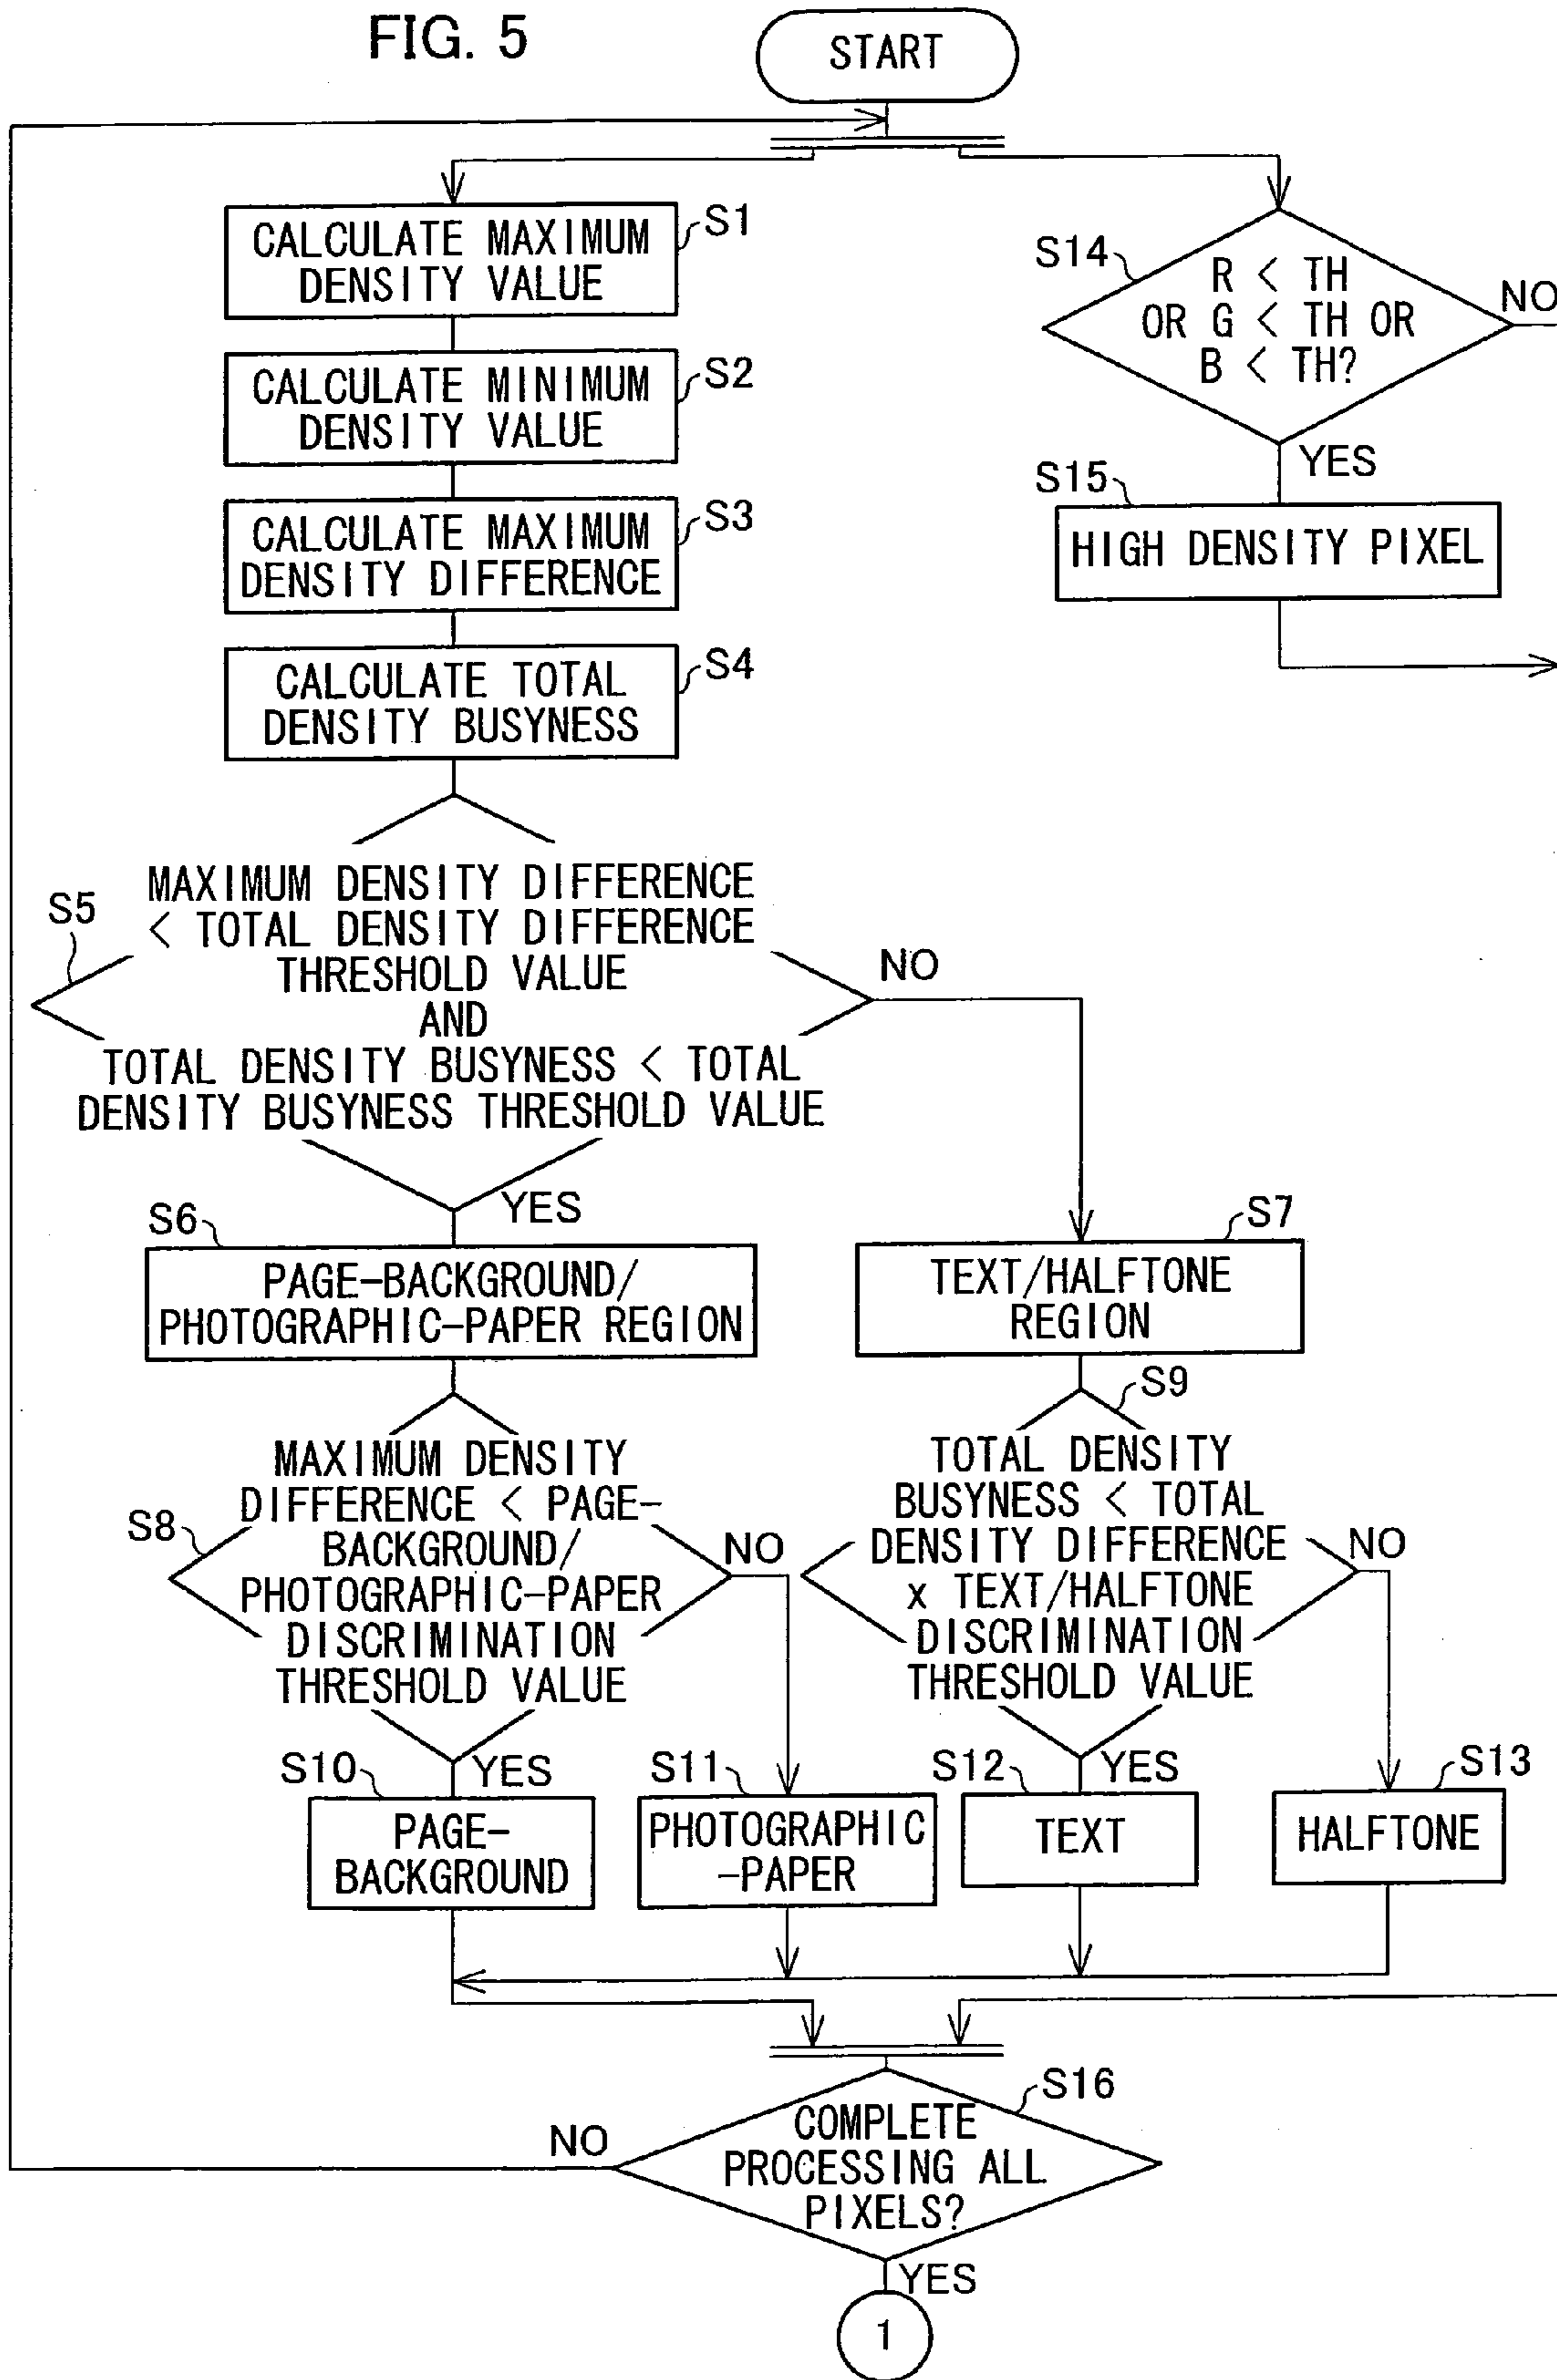 FIG. 5
START
CALCULATE MAXIMUM
DENSITY VALUE
S1
CALCULATE MINIMUM
DENSITY VALUE
S2
CALCULATE MAXIMUM
DENSITY DIFFERENCE
S3
CALCULATE TOTAL
DENSITY BUSYNESS
S4
S14
R < TH
OR G < TH OR
B < TH?
NO
YES
S15
HIGH DENSITY PIXEL
S5
MAXIMUM DENSITY DIFFERENCE
< TOTAL DENSITY DIFFERENCE
THRESHOLD VALUE
AND
TOTAL DENSITY BUSYNESS < TOTAL
DENSITY BUSYNESS THRESHOLD VALUE
NO
YES
S6
PAGE-BACKGROUND/
PHOTOGRAPHIC-PAPER REGION
S7
TEXT/HALFTONE
REGION
S8
MAXIMUM DENSITY
DIFFERENCE < PAGE-
BACKGROUND/
PHOTOGRAPHIC-PAPER
DISCRIMINATION
THRESHOLD VALUE
NO
YES
S9
TOTAL DENSITY
BUSYNESS < TOTAL
DENSITY DIFFERENCE
x TEXT/HALFTONE
DISCRIMINATION
THRESHOLD VALUE
NO
YES
S10
PAGE-
BACKGROUND
S11
PHOTOGRAPHIC
-PAPER
S12
TEXT
S13
HALFTONE
S16
COMPLETE
PROCESSING ALL
PIXELS?
NO
YES
1